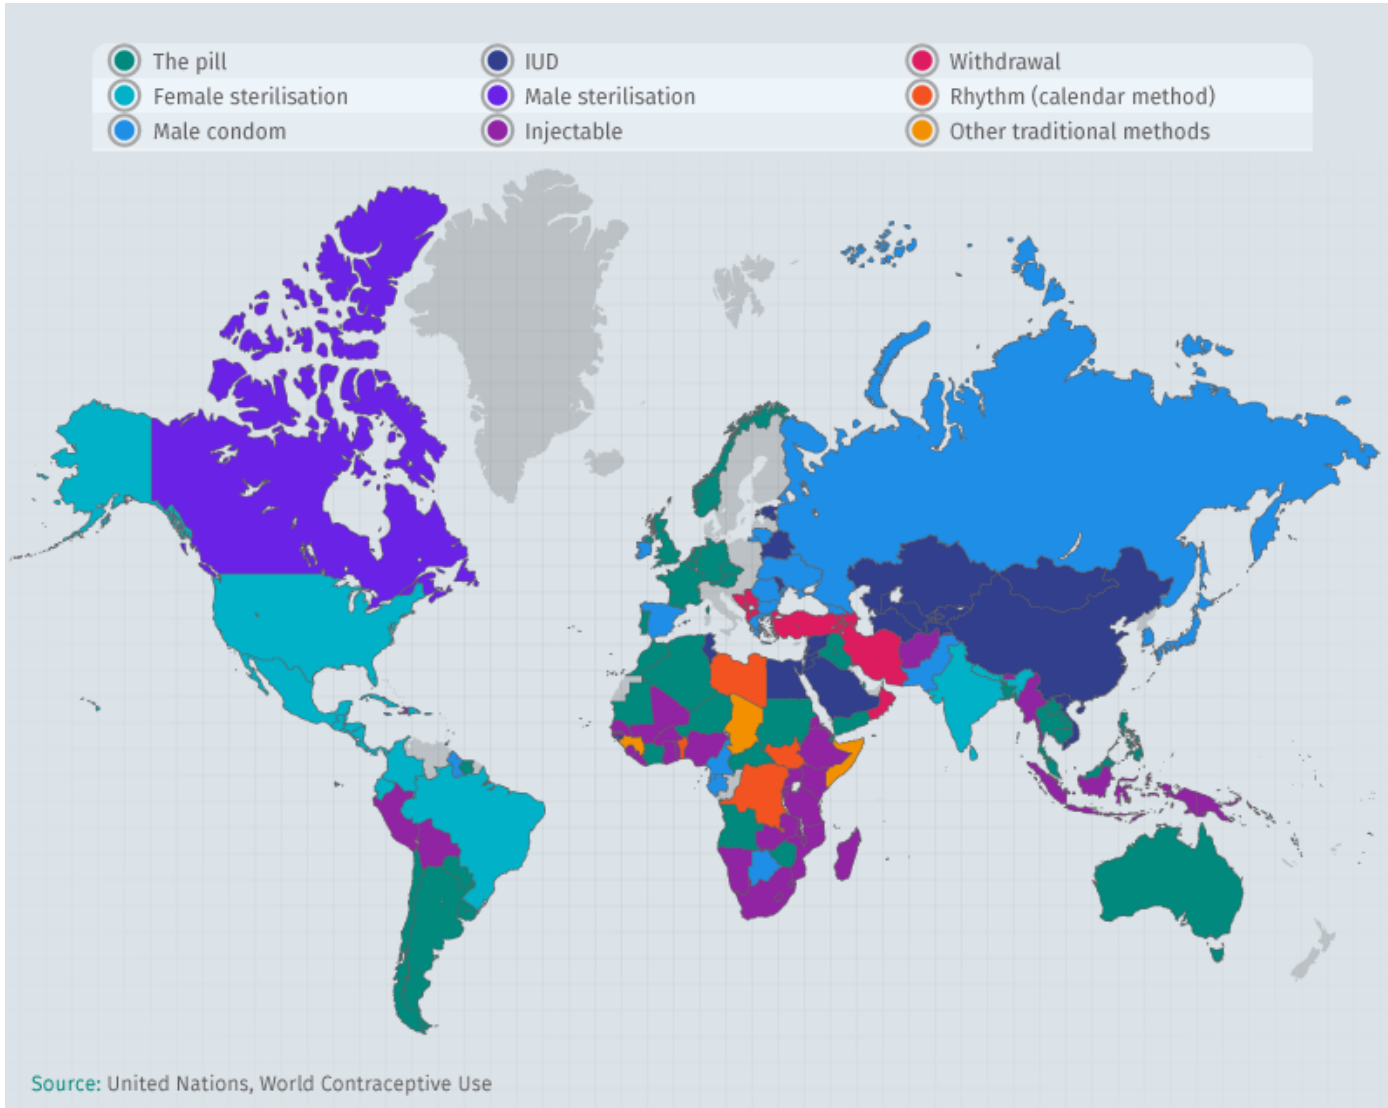 The pill
IUD
Withdrawal
Female sterilisation
Male sterilisation
Rhythm (calendar method)
Male condom
Injectable
Other traditional methods
Source: United Nations, World Contraceptive Use